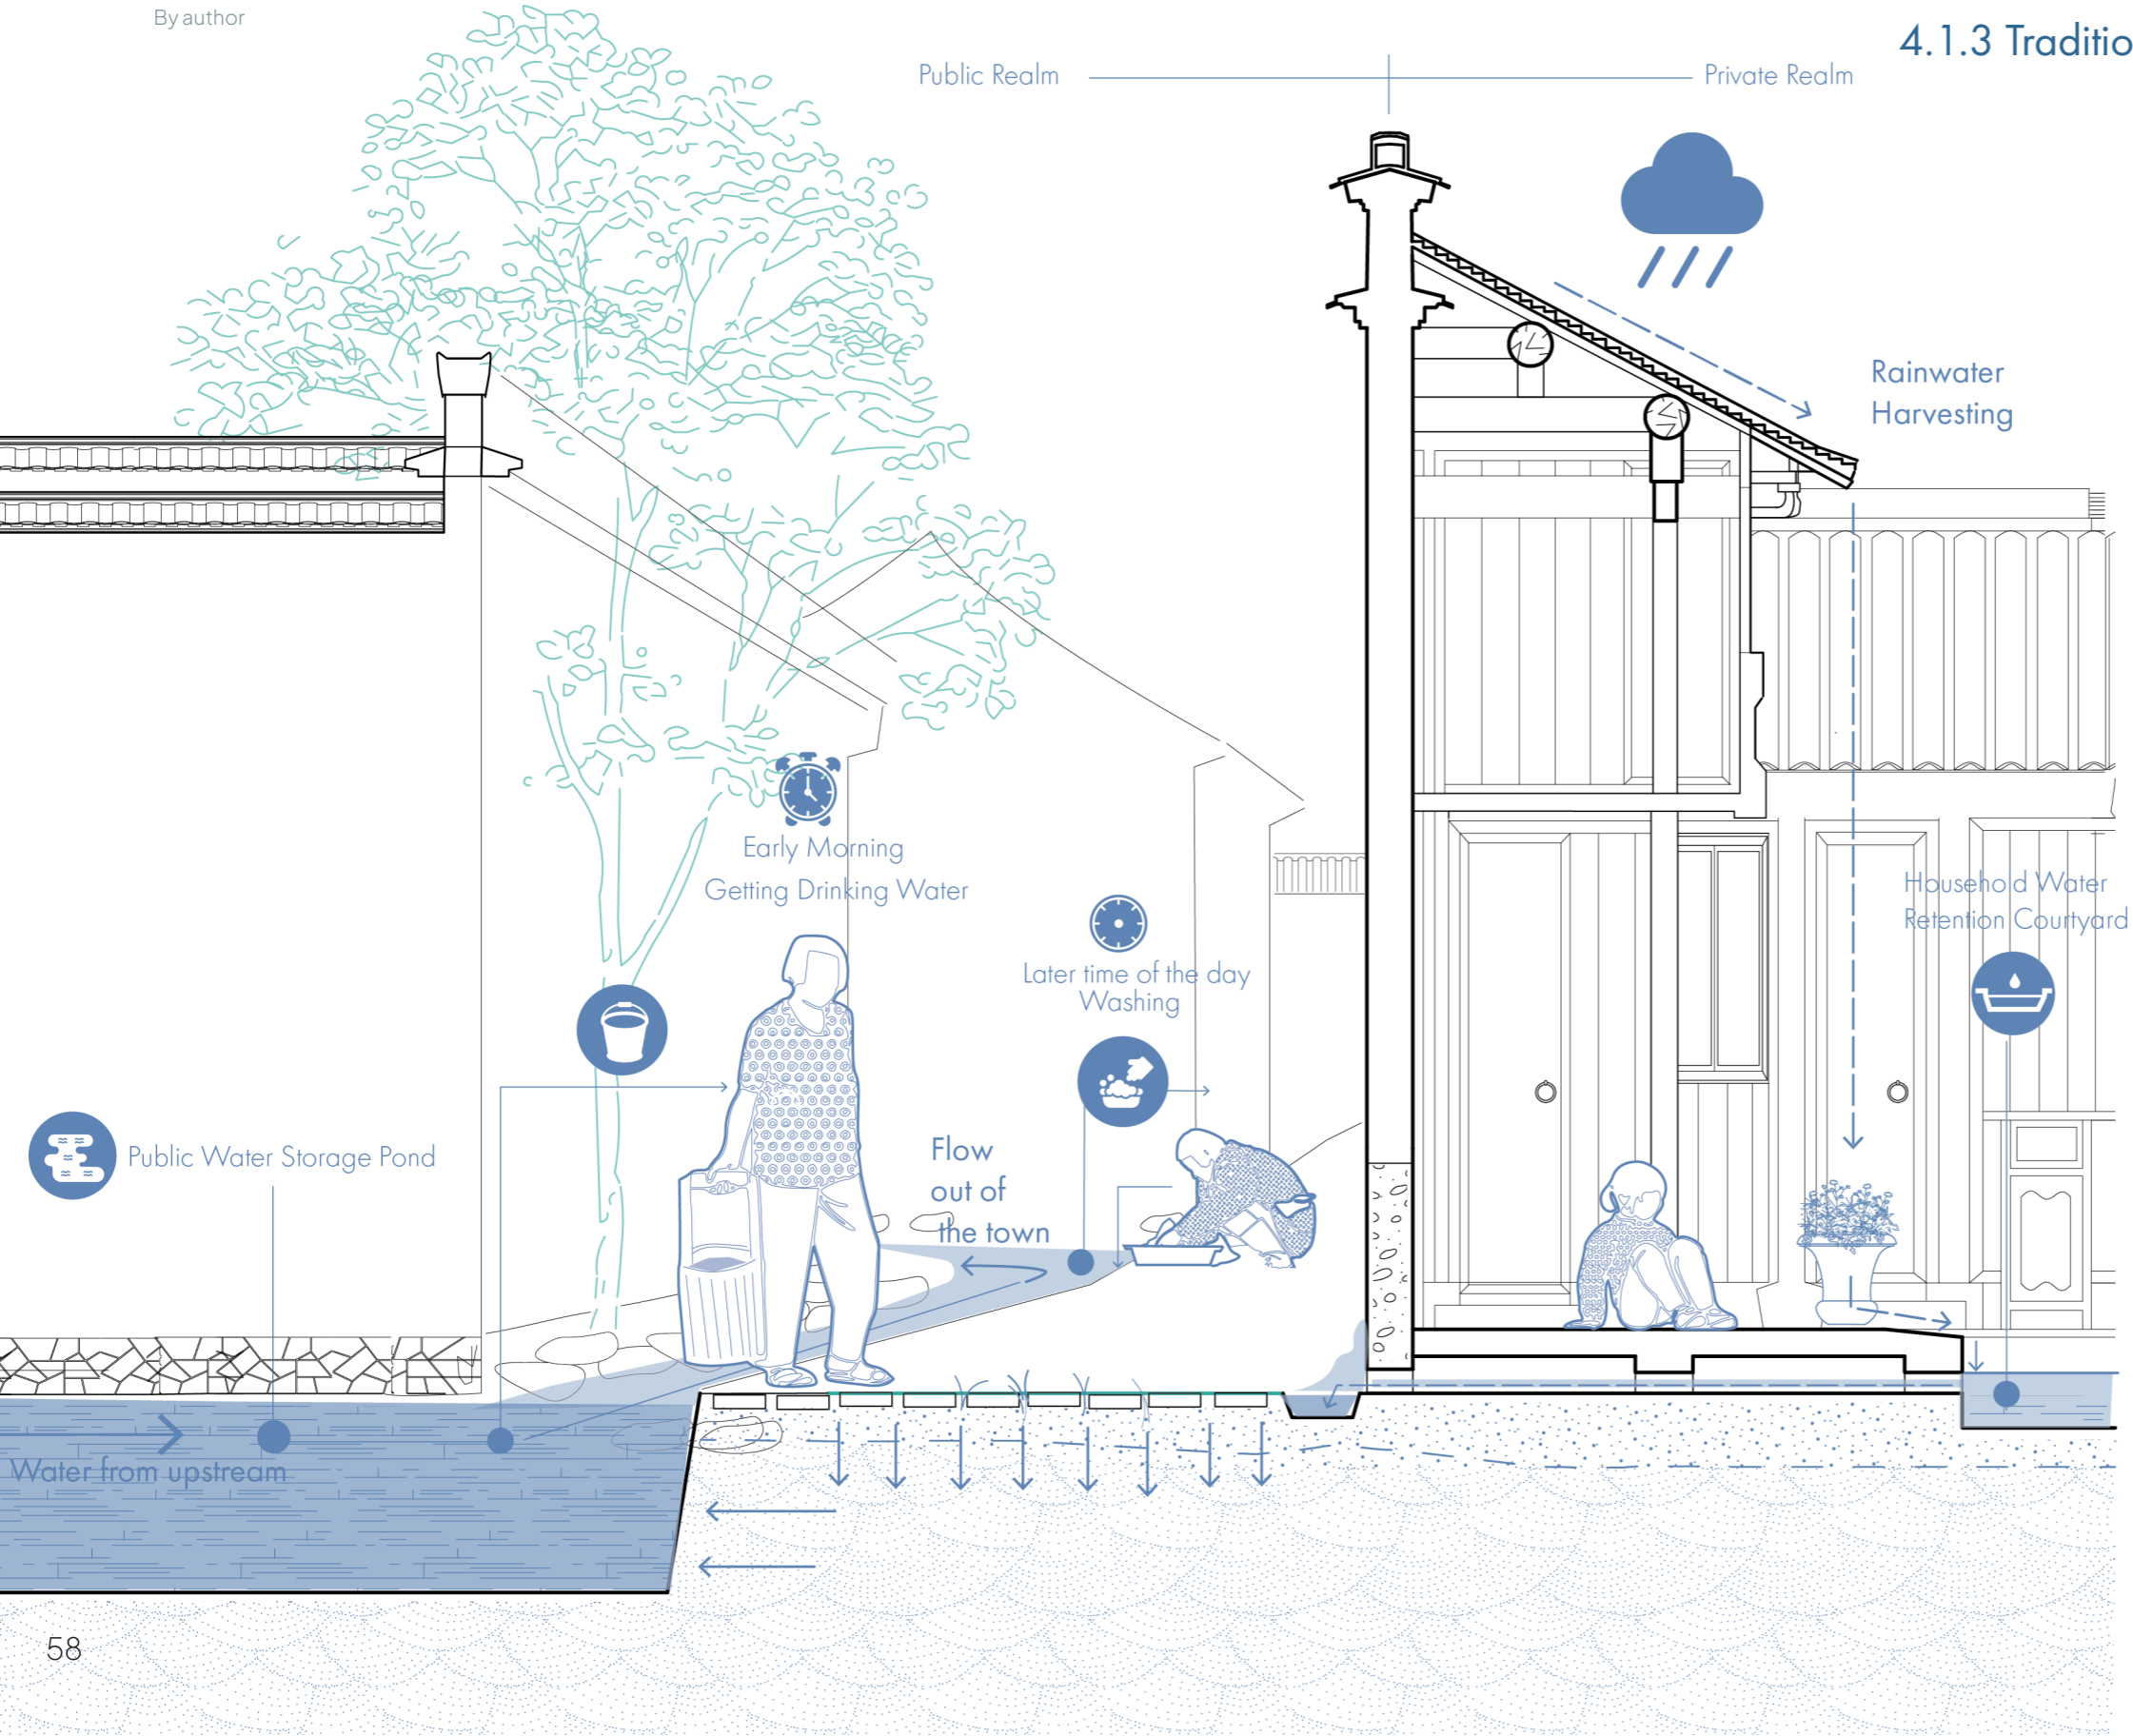 By author
4.1.3 Traditio
Public Realm
Private Realm
Rainwater
Harvesting
Early Morning
Getting Drinking Water
Household Water
Retention Courtyard
Later time of the day
Washing
Public Water Storage Pond
Flow
out of
the town
Water from upstream
58